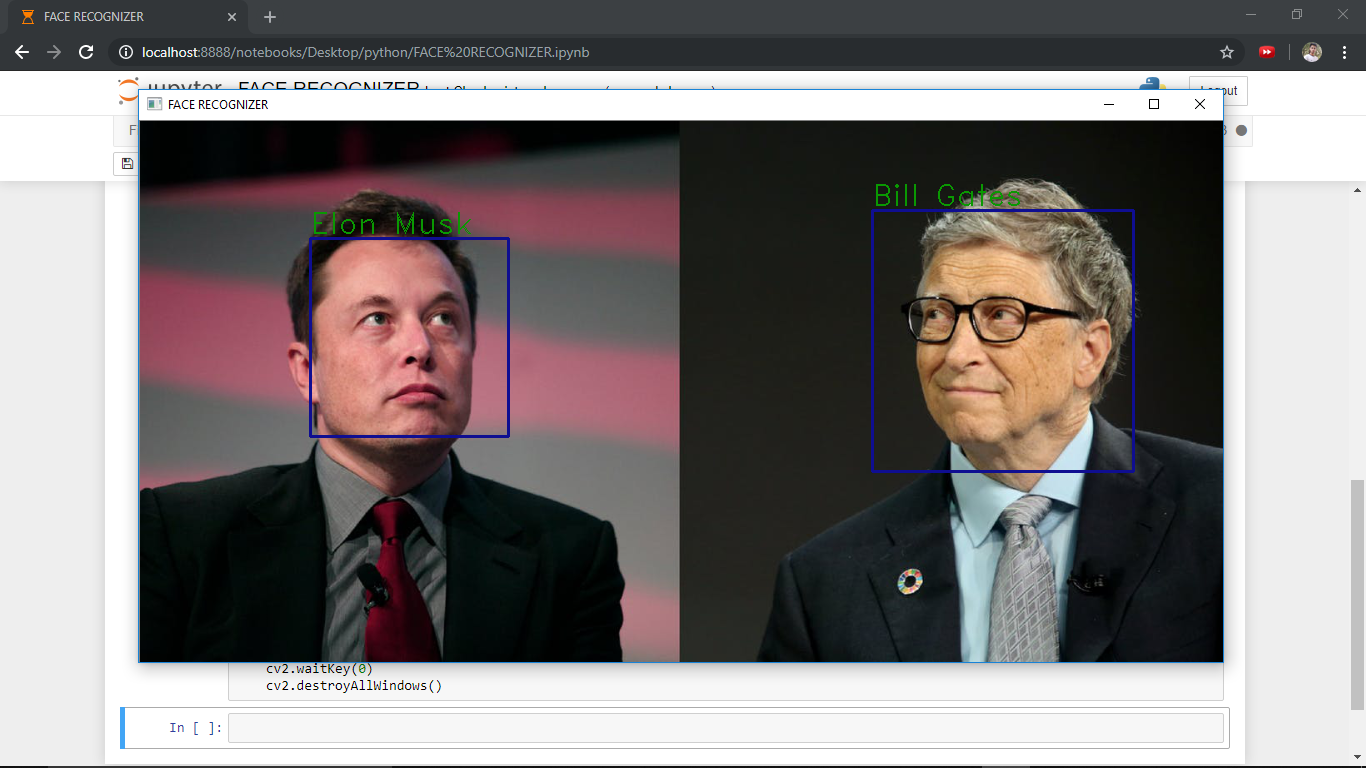 FACE RECOGNIZER
localhost:8888/notebooks/Desktop/python/FACE%20RECOGNIZER.ipynb
jupyter FACE RECOGNIZER
Logout
FACE RECOGNIZER
F
3
Elon Musk
Bill Gates
cv2.waitKey(0)
cv2.destroyAllWindows()
In [ ]: